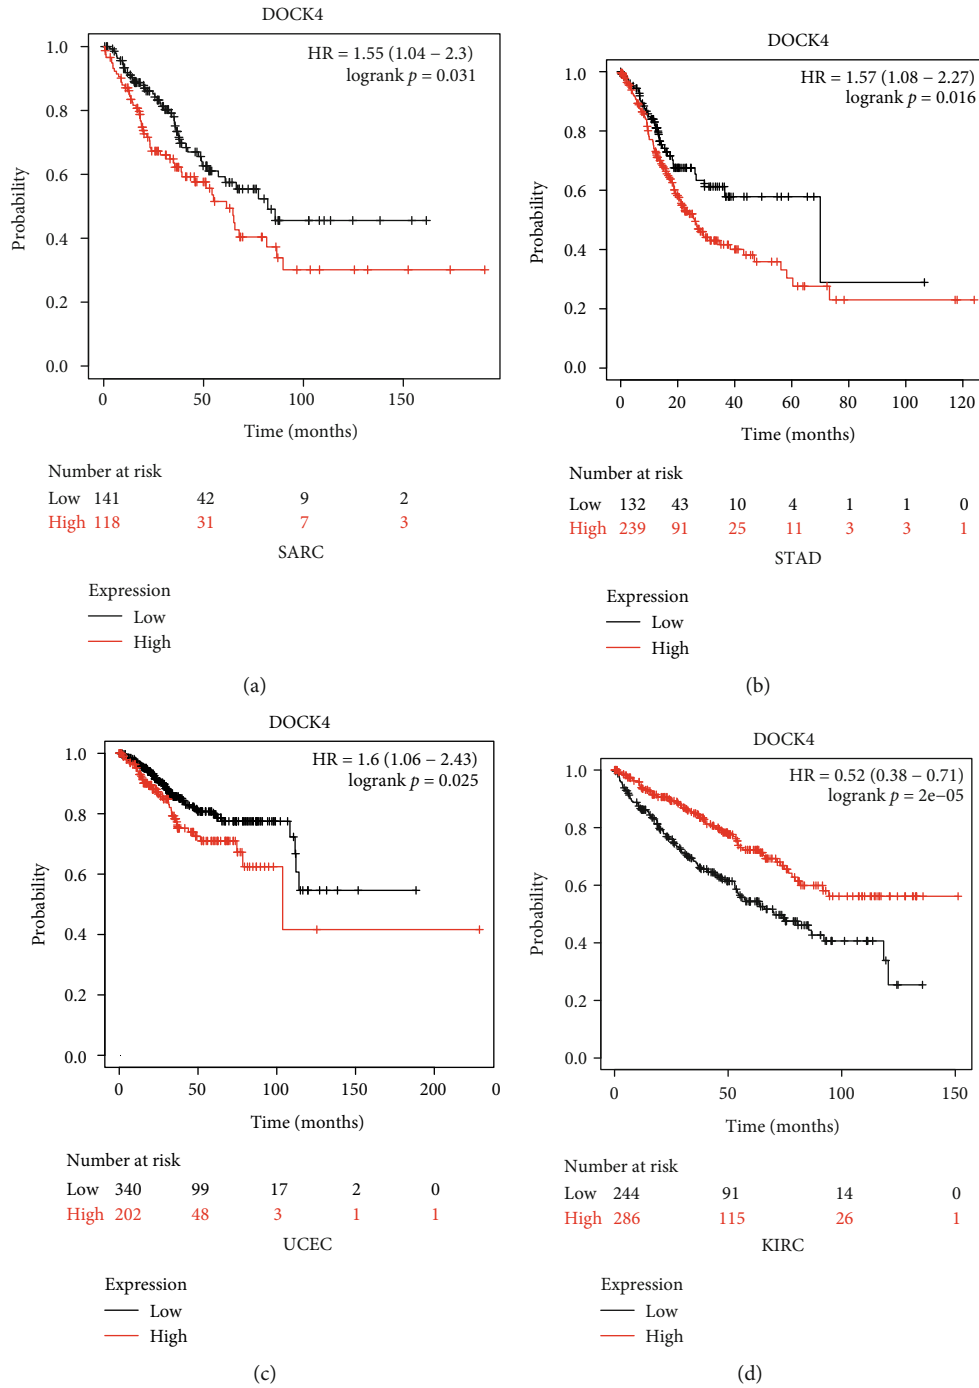 DOCK4
HR = 1.55 (1.04 − 2.3)
logrank p = 0.031
Probability
1.0
0.8
0.6
0.4
0.2
0.0
0 50 100 150
Time (months)
Number at risk
Low 141 42 9 2
High 118 31 7 3
SARC
Expression
Low
High
(a)
DOCK4
HR = 1.57 (1.08 − 2.27)
logrank p = 0.016
Probability
1.0
0.8
0.6
0.4
0.2
0.0
0 20 40 60 80 100 120
Time (months)
Low 132 43 10 4 1 1 0
High 239 91 25 11 3 3 1
Number at risk
STAD
Expression
Low
High
(b)
DOCK4
HR = 1.6 (1.06 − 2.43)
logrank p = 0.025
Probability
1.0
0.8
0.6
0.4
0.2
0.0
0 50 100 150 200 0
Time (months)
Number at risk
Low 340 99 17 2 0
High 202 48 3 1 1
UCEC
Expression
Low
High
(c)
DOCK4
HR = 0.52 (0.38 − 0.71)
logrank p = 2e−05
Probability
1.0
0.8
0.6
0.4
0.2
0.0
0 50 100 150
Time (months)
Number at risk
Low 244 91 14 0
High 286 115 26 1
KIRC
Expression
Low
High
(d)